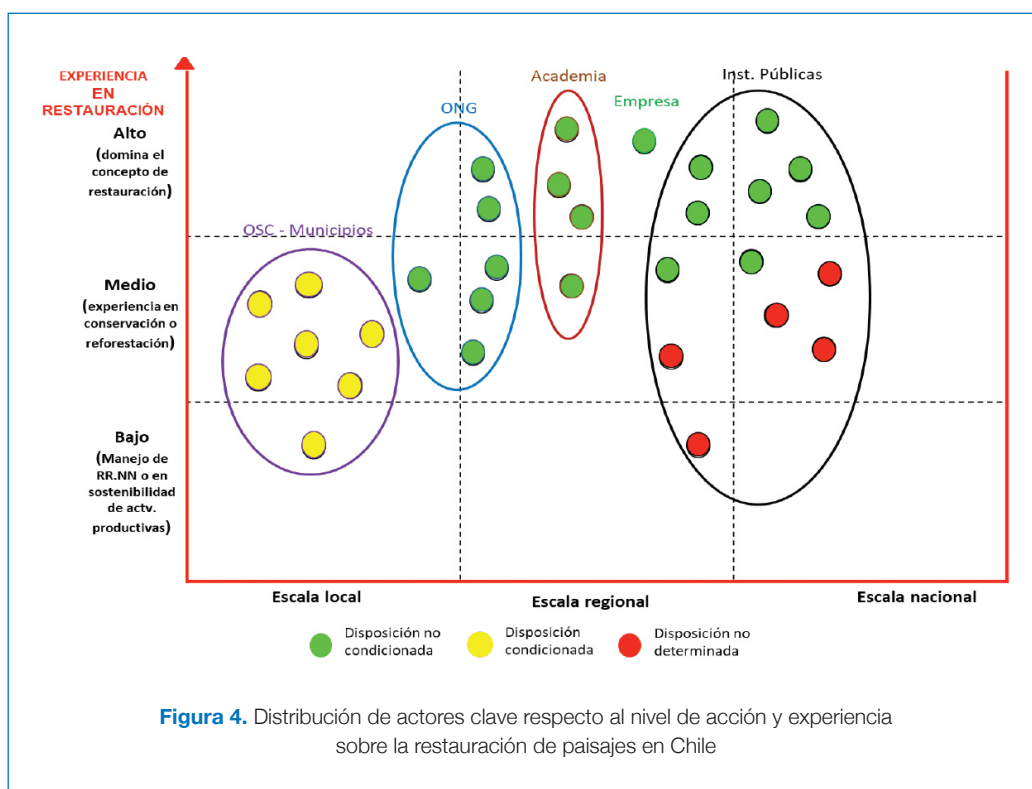 EXPERIENCIA
EN
RESTAURACIÓN
Alto
(domina el
concepto de
restauración)
Medio
(experiencia en
conservación o
reforestación)
Bajo
(Manejo de
RR.NN o en
sostenibilidad
de actv.
productivas)
OSC - Municipios
ONG
Academia
Empresa
Inst. Públicas
Escala local
Escala regional
Escala nacional
Disposición no
condicionada
Disposición
condicionada
Disposición no
determinada
Figura 4. Distribución de actores clave respecto al nivel de acción y experiencia
sobre la restauración de paisajes en Chile